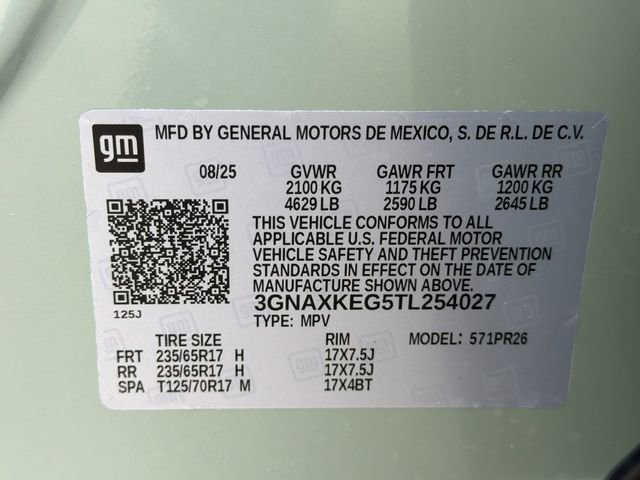 gm MFD BY GENERAL MOTORS DE MEXICO, S. DE R.L. DE C.V.
08/25 GVWR GAWR FRT GAWR RR
2100 KG 1175 KG 1200 KG
4629 LB 2590 LB 2645 LB
THIS VEHICLE CONFORMS TO ALL
APPLICABLE U.S. FEDERAL MOTOR
VEHICLE SAFETY AND THEFT PREVENTION
STANDARDS IN EFFECT ON THE DATE OF
MANUFACTURE SHOWN ABOVE.
3GNAXKEG5TL254027
125J
TYPE: MPV MODEL: 571PR26
TIRE SIZE RIM
FRT 235/65R17 H 17X7.5J
RR 235/65R17 H 17X7.5J
SPA T125/70R17 M 17X4BT